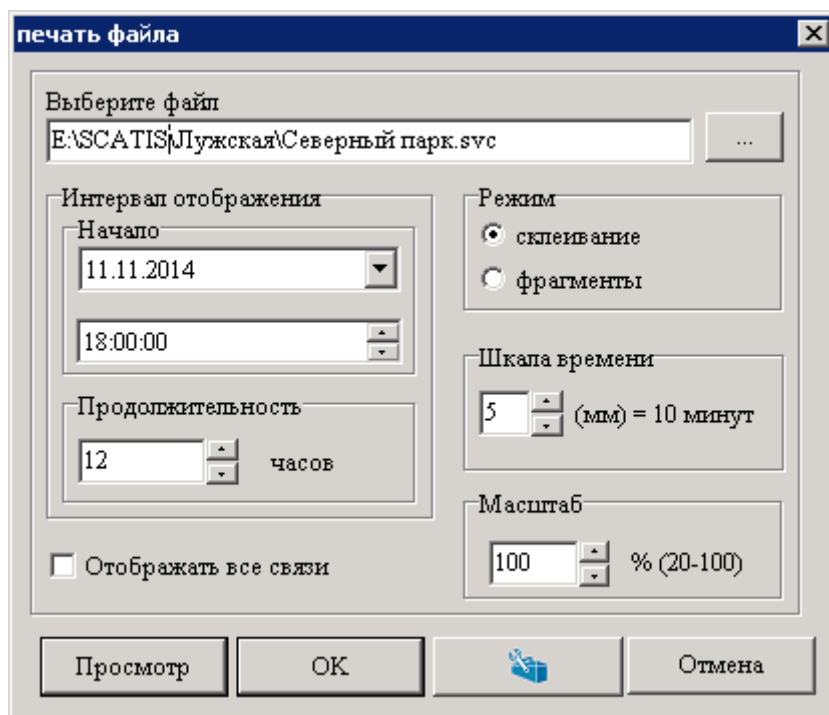 печать файла
Выберите файл
E:\SCATIS\Лужская\Северный парк.svc
...
Интервал отображения
Начало
11.11.2014
18:00:00
Продолжительность
12 часов
Отображать все связи
Режим
склеивание
фрагменты
Шкала времени
5 (мм) = 10 минут
Масштаб
100 % (20-100)
Просмотр
OK
Отмена